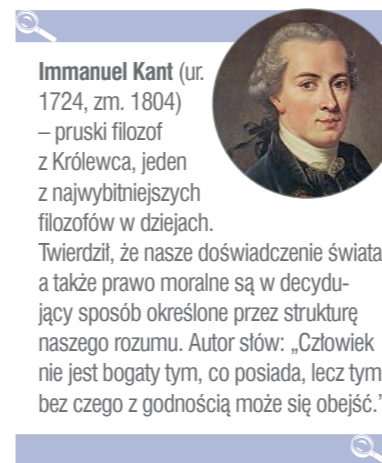 Immanuel Kant (ur.
1724, zm. 1804)
– pruski filozof
z Królewca, jeden
z najwybitniejszych
filozofów w dziejach.
Twierdził, że nasze doświadczenie świata
a także prawo moralne są w decydu-
jący sposób określone przez strukturę
naszego rozumu. Autor słów: „Człowiek
nie jest bogaty tym, co posiada, lecz tym
bez czego z godnością może się obejść.”